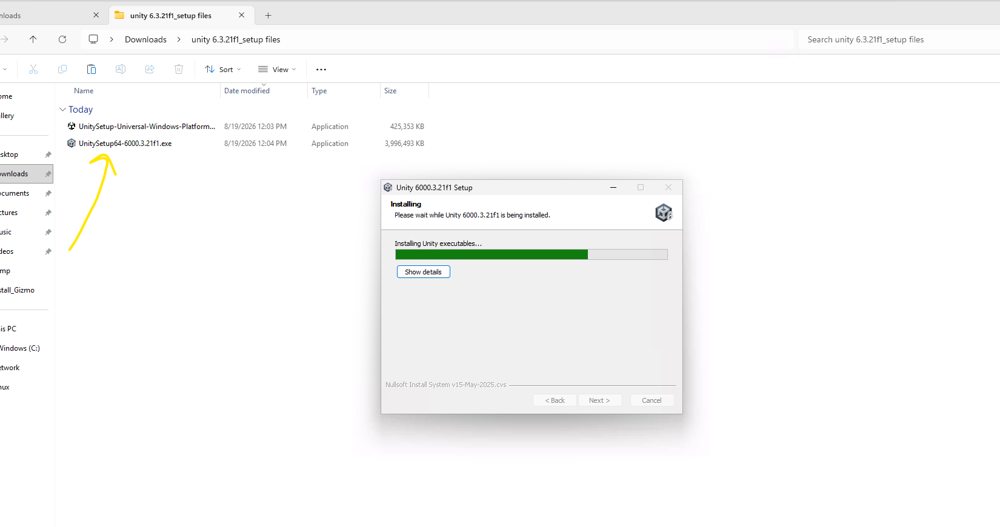 nloads
unity 6.3.21f1_setup files
Downloads
unity 6.3.21f1_setup files
Search unity 6.3.21f1_setup files
Sort
View
Name
Date modified
Type
Size
ome
Today
llery
UnitySetup-Universal-Windows-Platform...
8/19/2026 12:03 PM
Application
425,353 KB
UnitySetup64-6000.3.21f1.exe
8/19/2026 12:04 PM
Application
3,996,493 KB
esktop
ownloads
ocuments
ctures
usic
deos
mp
stall_Gizmo
is PC
Windows (C:)
etwork
nux
Unity 6000.3.21f1 Setup
Installing
Please wait while Unity 6000.3.21f1 is being installed.
Installing Unity executables...
Show details
Nullsoft Install System v15-May-2025.cvs
< Back
Next >
Cancel